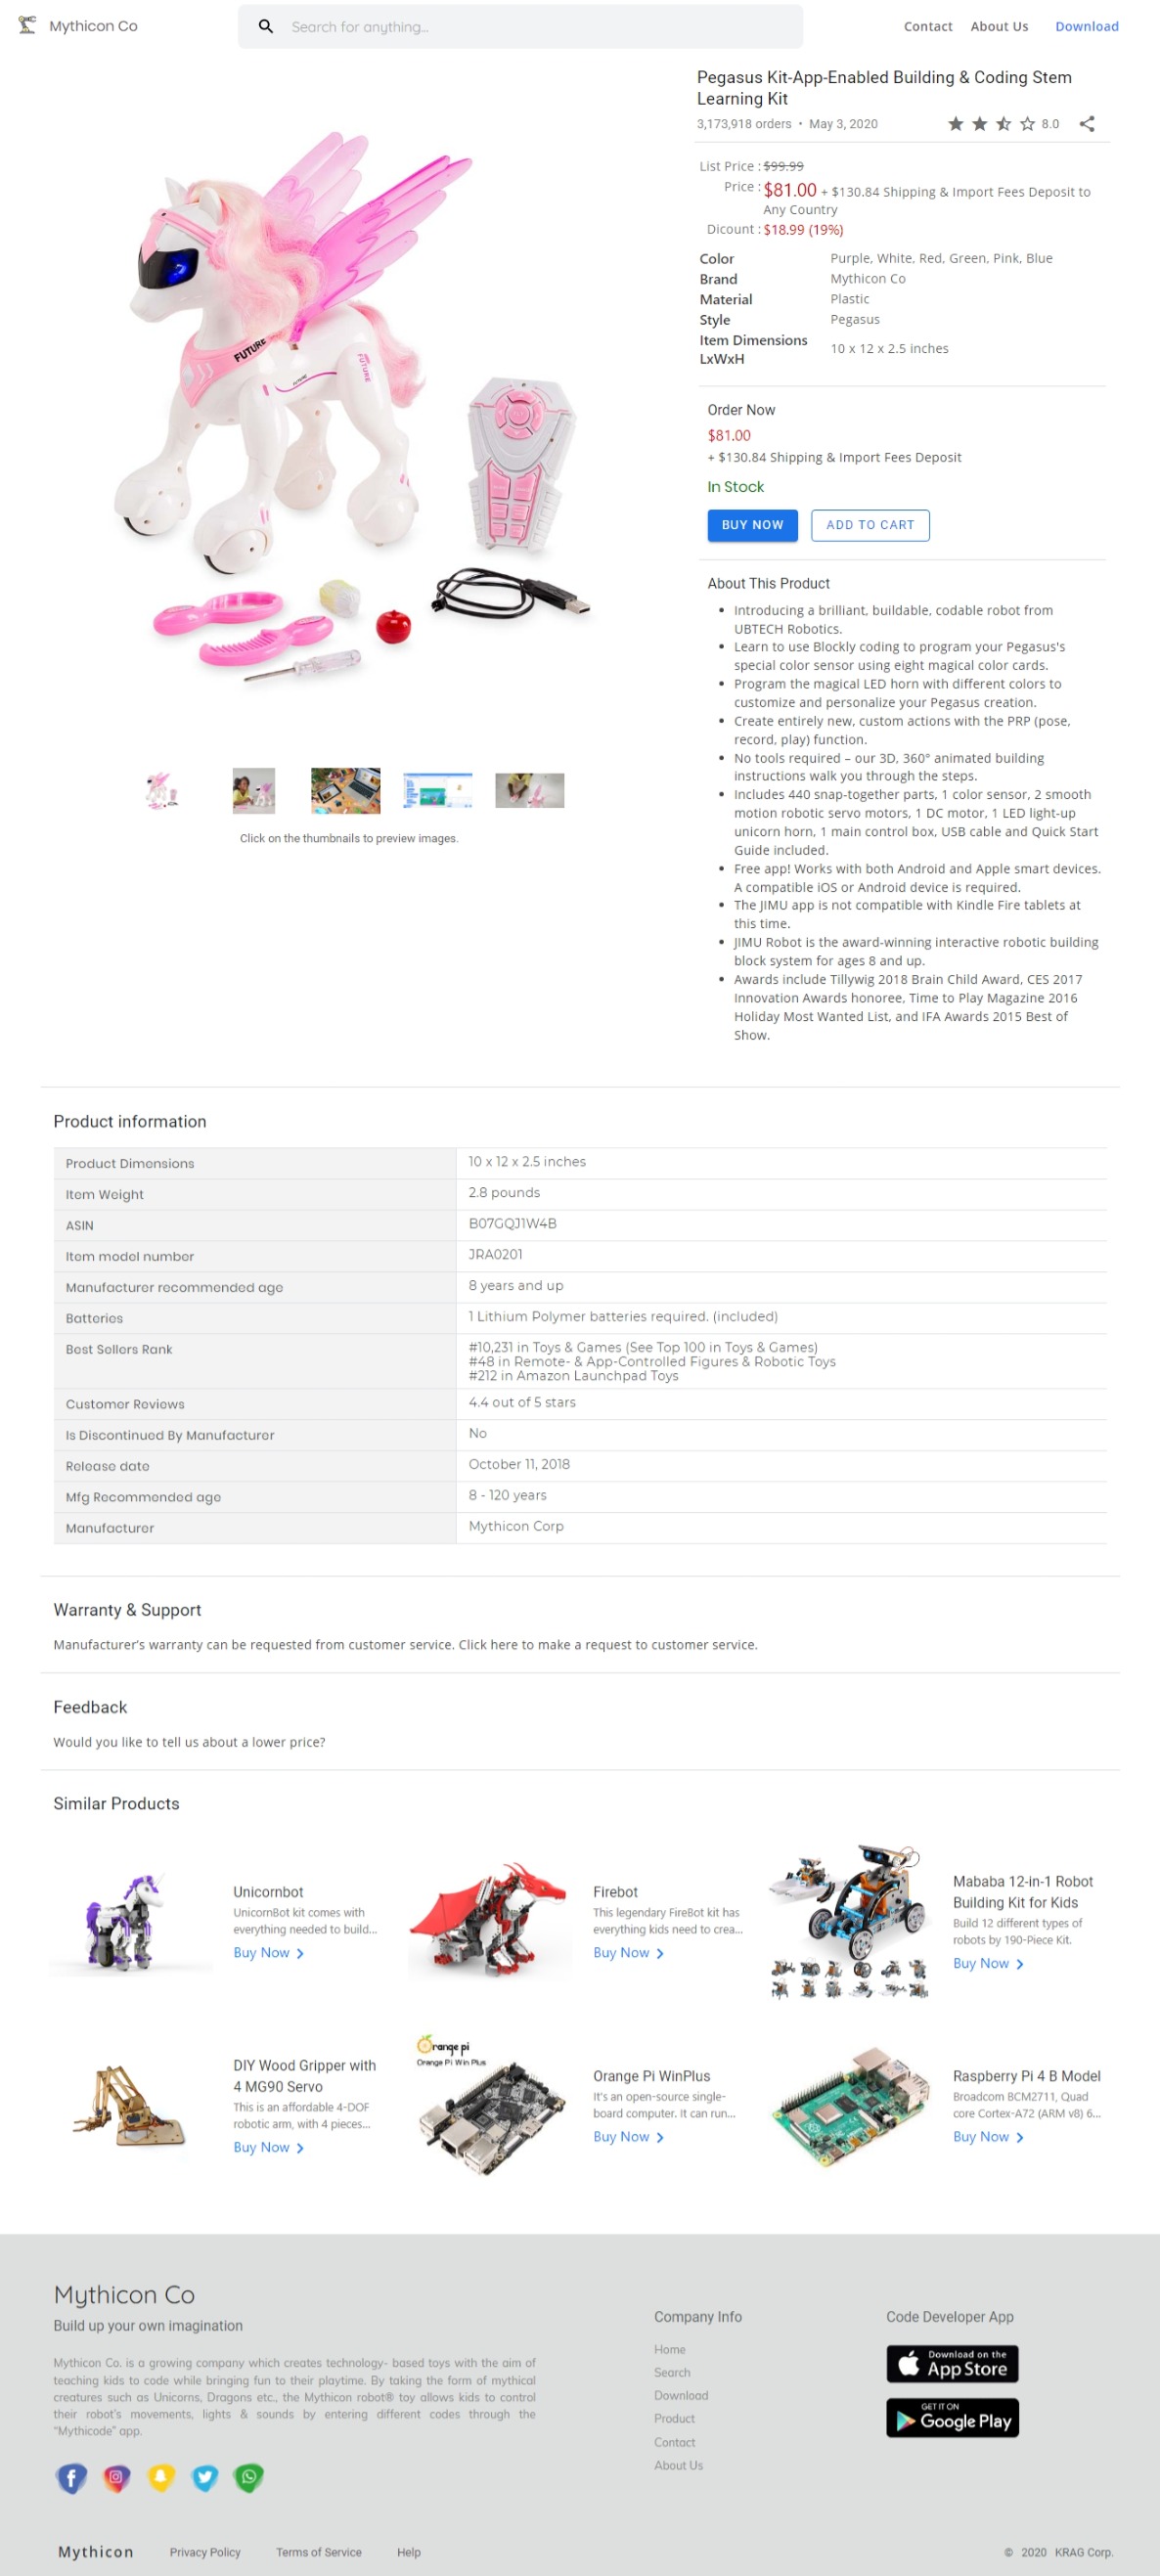 Mythicon Co
Search for anything...
Contact
About Us
Download
Pegasus Kit-App-Enabled Building & Coding Stem
Learning Kit
3,173,918 orders • May 3, 2020
8.0
List Price : $99.99
Price : $81.00 + $130.84 Shipping & Import Fees Deposit to
Any Country
Dicount : $18.99 (19%)
Color Purple, White, Red, Green, Pink, Blue
Brand Mythicon Co
Material Plastic
Style Pegasus
Item Dimensions
LxWxH
10 x 12 x 2.5 inches
FUTURE
FUTURE
Order Now
$81.00
+ $130.84 Shipping & Import Fees Deposit
In Stock
BUY NOW
ADD TO CART
About This Product
• Introducing a brilliant, buildable, codable robot from
UBTECH Robotics.
• Learn to use Blockly coding to program your Pegasus's
special color sensor using eight magical color cards.
• Program the magical LED horn with different colors to
customize and personalize your Pegasus creation.
• Create entirely new, custom actions with the PRP (pose,
record, play) function.
• No tools required – our 3D, 360° animated building
instructions walk you through the steps.
• Includes 440 snap-together parts, 1 color sensor, 2 smooth
motion robotic servo motors, 1 DC motor, 1 LED light-up
unicorn horn, 1 main control box, USB cable and Quick Start
Guide included.
• Free app! Works with both Android and Apple smart devices.
A compatible iOS or Android device is required.
• The JIMU app is not compatible with Kindle Fire tablets at
this time.
• JIMU Robot is the award-winning interactive robotic building
block system for ages 8 and up.
• Awards include Tillywig 2018 Brain Child Award, CES 2017
Innovation Awards honoree, Time to Play Magazine 2016
Holiday Most Wanted List, and IFA Awards 2015 Best of
Show.
Click on the thumbnails to preview images.
Product information
Product Dimensions 10 x 12 x 2.5 inches
Item Weight 2.8 pounds
ASIN B07GQJ1W4B
Item model number JRA0201
Manufacturer recommended age 8 years and up
Batteries 1 Lithium Polymer batteries required. (included)
Best Sellers Rank #10,231 in Toys & Games (See Top 100 in Toys & Games)
#48 in Remote- & App-Controlled Figures & Robotic Toys
#212 in Amazon Launchpad Toys
Customer Reviews 4.4 out of 5 stars
Is Discontinued By Manufacturer No
Release date October 11, 2018
Mfg Recommended age 8 - 120 years
Manufacturer Mythicon Corp
Warranty & Support
Manufacturer's warranty can be requested from customer service. Click here to make a request to customer service.
Feedback
Would you like to tell us about a lower price?
Similar Products
Unicornbot
UnicornBot kit comes with
everything needed to build...
Buy Now
Firebot
This legendary FireBot kit has
everything kids need to crea...
Buy Now
Mababa 12-in-1 Robot
Building Kit for Kids
Build 12 different types of
robots by 190-Piece Kit.
Buy Now
DIY Wood Gripper with
4 MG90 Servo
This is an affordable 4-DOF
robotic arm, with 4 pieces...
Buy Now
Orange pi
Orange Pi Win Plus
Orange Pi WinPlus
It's an open-source single-
board computer. It can run...
Buy Now
Raspberry Pi 4 B Model
Broadcom BCM2711, Quad
core Cortex-A72 (ARM v8) 6...
Buy Now
Mythicon Co
Build up your own imagination
Mythicon Co. is a growing company which creates technology- based toys with the aim of
teaching kids to code while bringing fun to their playtime. By taking the form of mythical
creatures such as Unicorns, Dragons etc., the Mythicon robot® toy allows kids to control
their robot's movements, lights & sounds by entering different codes through the
"Mythicode" app.
Company Info
Home
Search
Download
Product
Contact
About Us
Code Developer App
Download on the
App Store
GET IT ON
Google Play
Mythicon
Privacy Policy
Terms of Service
Help
© 2020 KRAG Corp.